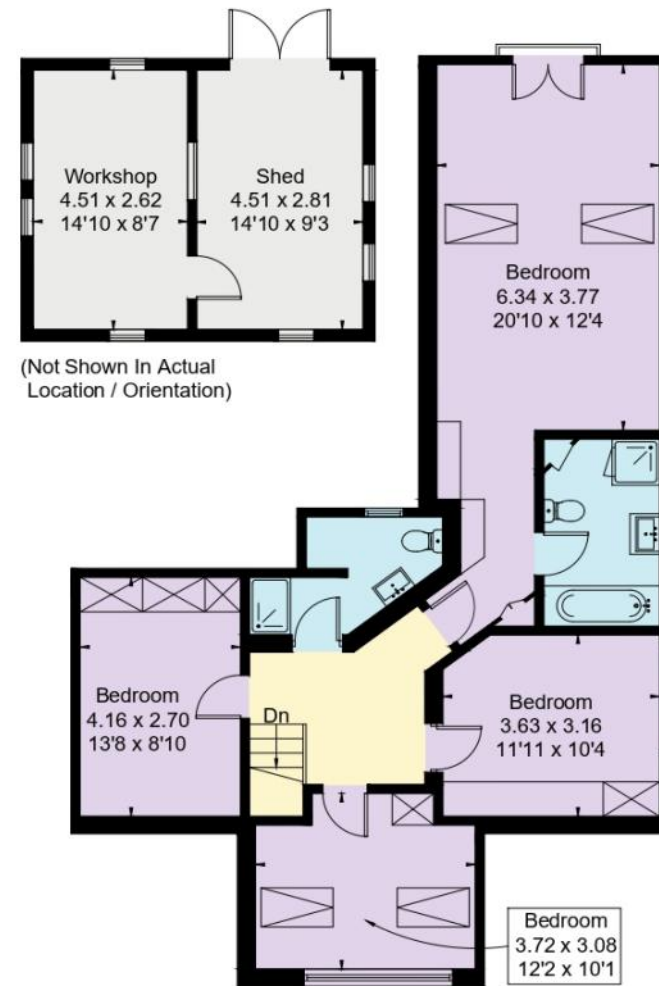 Workshop
4.51 x 2.62
14'10 x 8'7
Shed
4.51 x 2.81
14'10 x 9'3
(Not Shown In Actual
Location / Orientation)
Bedroom
6.34 x 3.77
20'10 x 12'4
Bedroom
4.16 x 2.70
13'8 x 8'10
Dn
Bedroom
3.63 x 3.16
11'11 x 10'4
Bedroom
3.72 x 3.08
12'2 x 10'1